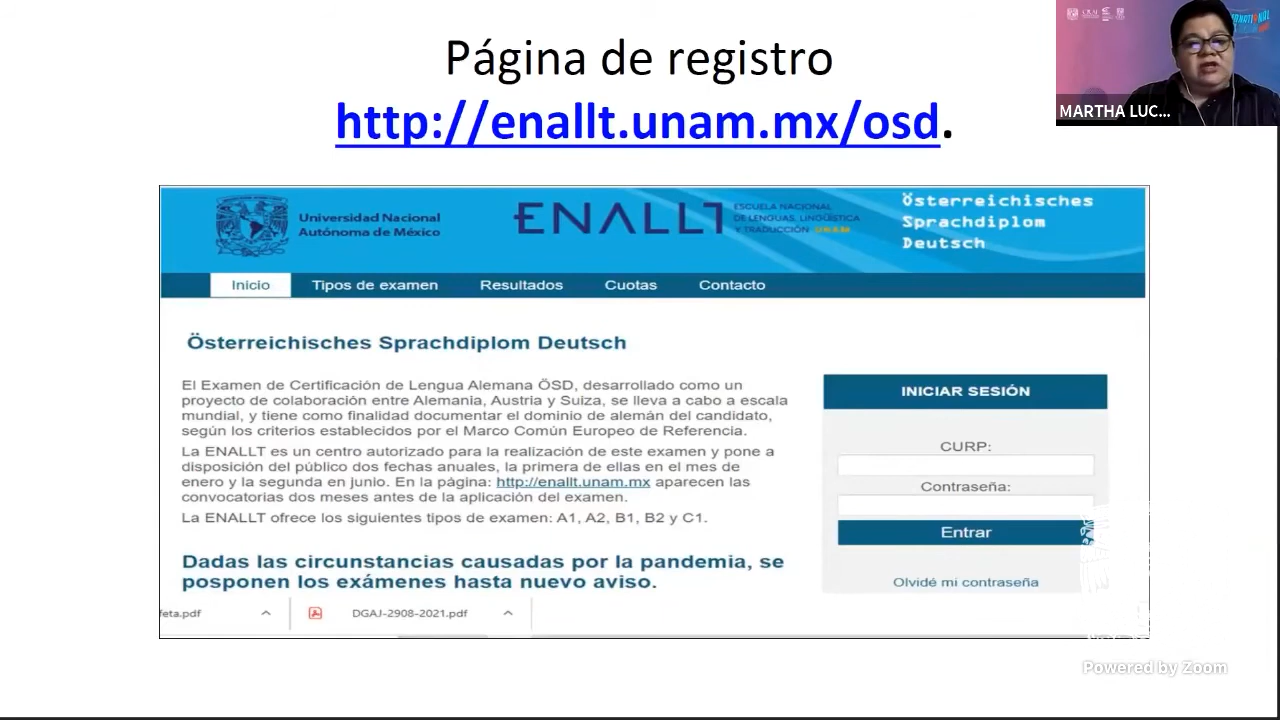 Página de registro
http://enallt.unam.mx/osd.
MARTHA LUC...
Universidad Nacional
Autónoma de México
ENALLT
ESCUELA NACIONAL
DE LENGUAS, LINGÜÍSTICA
Y TRADUCCIÓN UNAM
Österreichisches
Sprachdiplom
Deutsch
Inicio
Tipos de examen
Resultados
Cuotas
Contacto
Österreichisches Sprachdiplom Deutsch
El Examen de Certificación de Lengua Alemana ÖSD, desarrollado como un
proyecto de colaboración entre Alemania, Austria y Suiza, se lleva a cabo a escala
mundial, y tiene como finalidad documentar el dominio de alemán del candidato,
según los criterios establecidos por el Marco Común Europeo de Referencia.
La ENALLT es un centro autorizado para la realización de este examen y pone a
disposición del público dos fechas anuales, la primera de ellas en el mes de
enero y la segunda en junio. En la página: http://enallt.unam.mx aparecen las
convocatorias dos meses antes de la aplicación del examen.
La ENALLT ofrece los siguientes tipos de examen: A1, A2, B1, B2 y C1.
Dadas las circunstancias causadas por la pandemia, se
posponen los exámenes hasta nuevo aviso.
INICIAR SESIÓN
CURP:
Contraseña:
Entrar
Olvidé mi contraseña
feta.pdf
DGAJ-2908-2021.pdf
Powered by Zoom